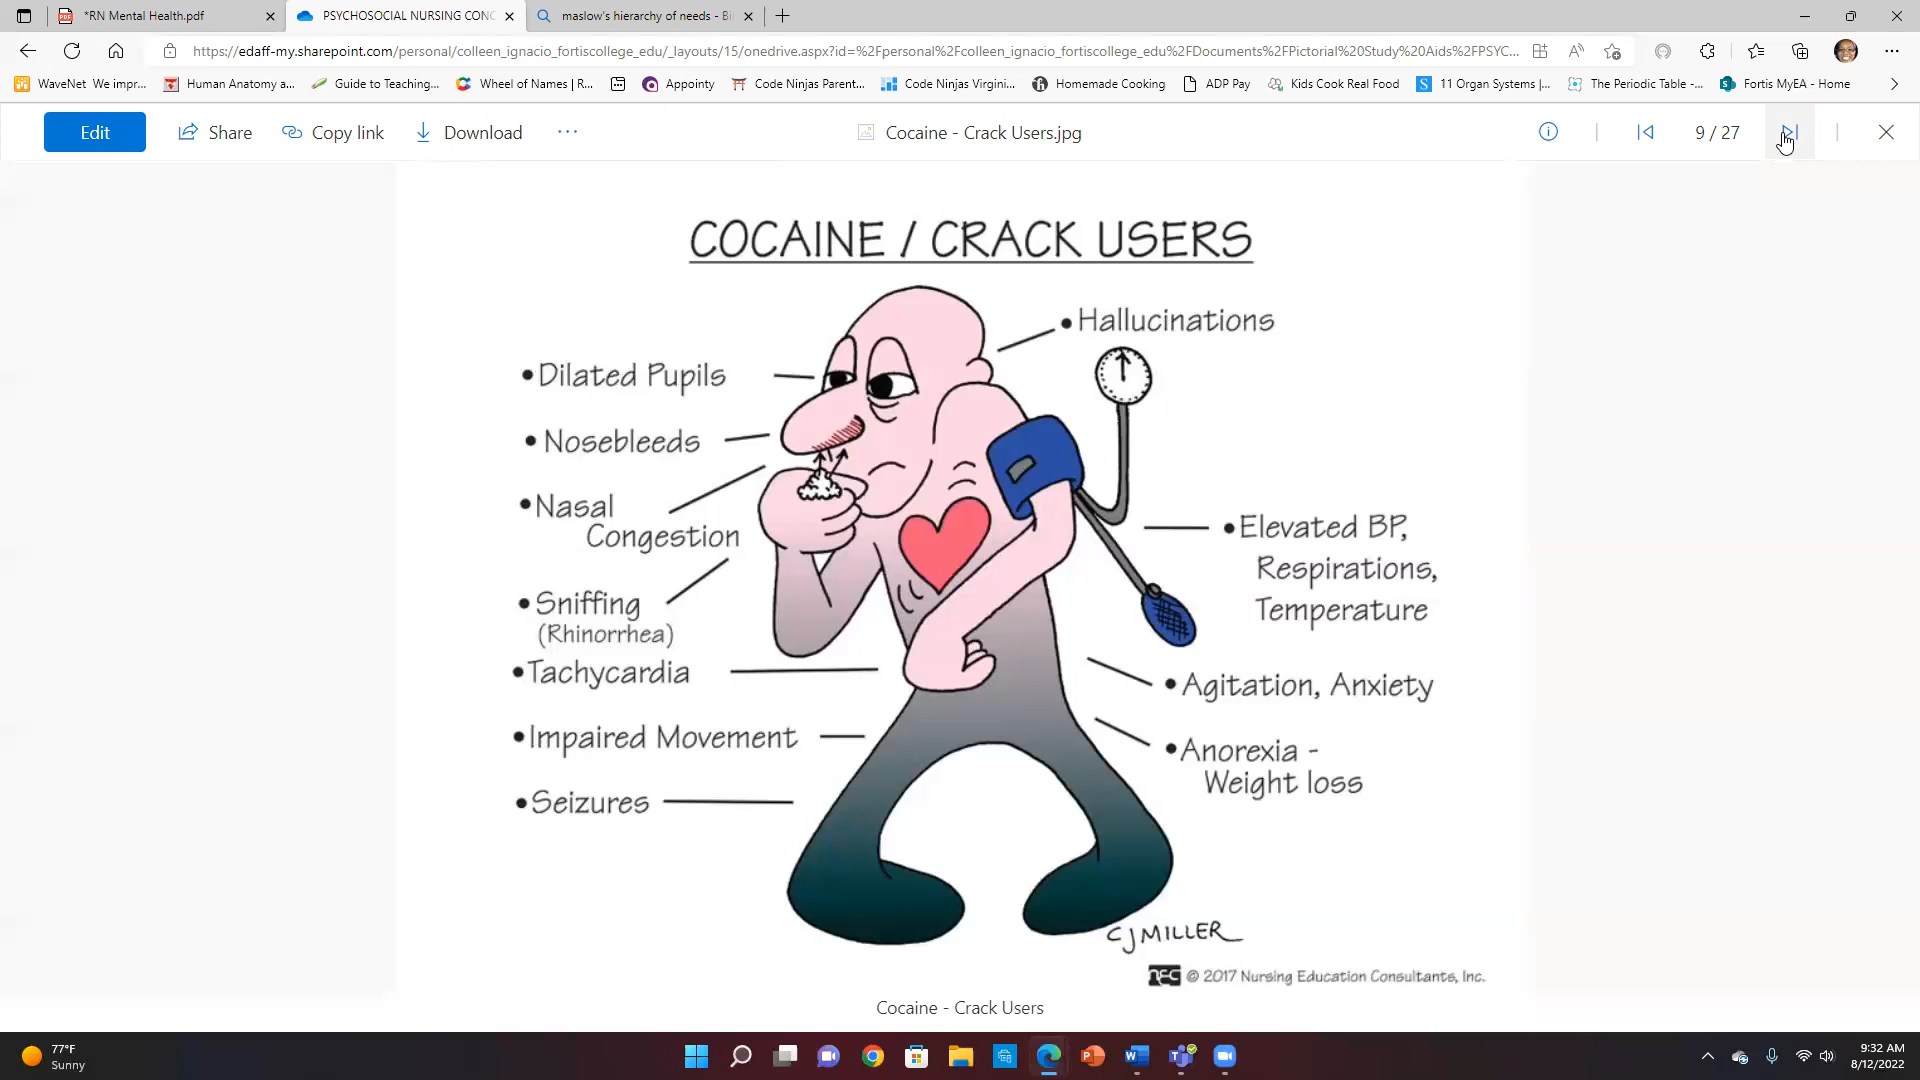 *RN Mental Health.pdf
PSYCHOSOCIAL NURSING CONC
maslow's hierarchy of needs - Bi
https://edaff-my.sharepoint.com/personal/colleen_ignacio_fortiscollege_edu/_layouts/15/onedrive.aspx?id=%2Fpersonal%2Fcolleen_ignacio_fortiscollege_edu%2FDocuments%2FPictorial%20Study%20Aids%2FPSYC...
WaveNet We impr...
Human Anatomy a...
Guide to Teaching...
Wheel of Names | R...
Appointy
Code Ninjas Parent...
Code Ninjas Virgini...
Homemade Cooking
ADP Pay
Kids Cook Real Food
11 Organ Systems |...
The Periodic Table -...
Fortis MyEA - Home
Edit
Share
Copy link
Download
Cocaine - Crack Users.jpg
9 / 27
COCAINE / CRACK USERS
• Hallucinations
• Dilated Pupils
• Nosebleeds
• Nasal
Congestion
• Elevated BP,
Respirations,
Temperature
• Sniffing
(Rhinorrhea)
• Tachycardia
• Agitation, Anxiety
• Impaired Movement
• Anorexia -
Weight loss
• Seizures
CJMILLER
nec © 2017 Nursing Education Consultants, Inc.
Cocaine - Crack Users
77°F
Sunny
9:32 AM
8/12/2022